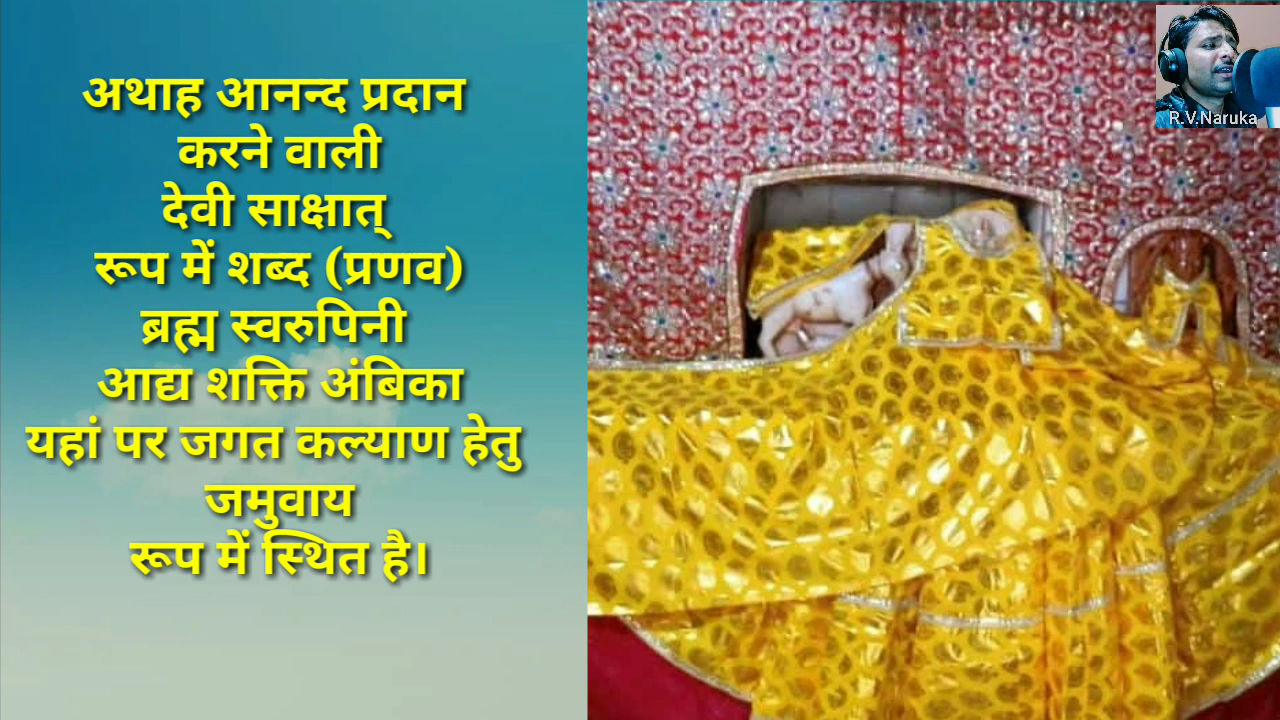 अथाह आनन्द प्रदान
करने वाली
देवी साक्षात्
रूप में शब्द (प्रणव)
ब्रह्म स्वरुपिनी
आद्य शक्ति अंबिका
यहां पर जगत कल्याण हेतु
जमुवाय
रूप में स्थित है।
R.V.Naruka